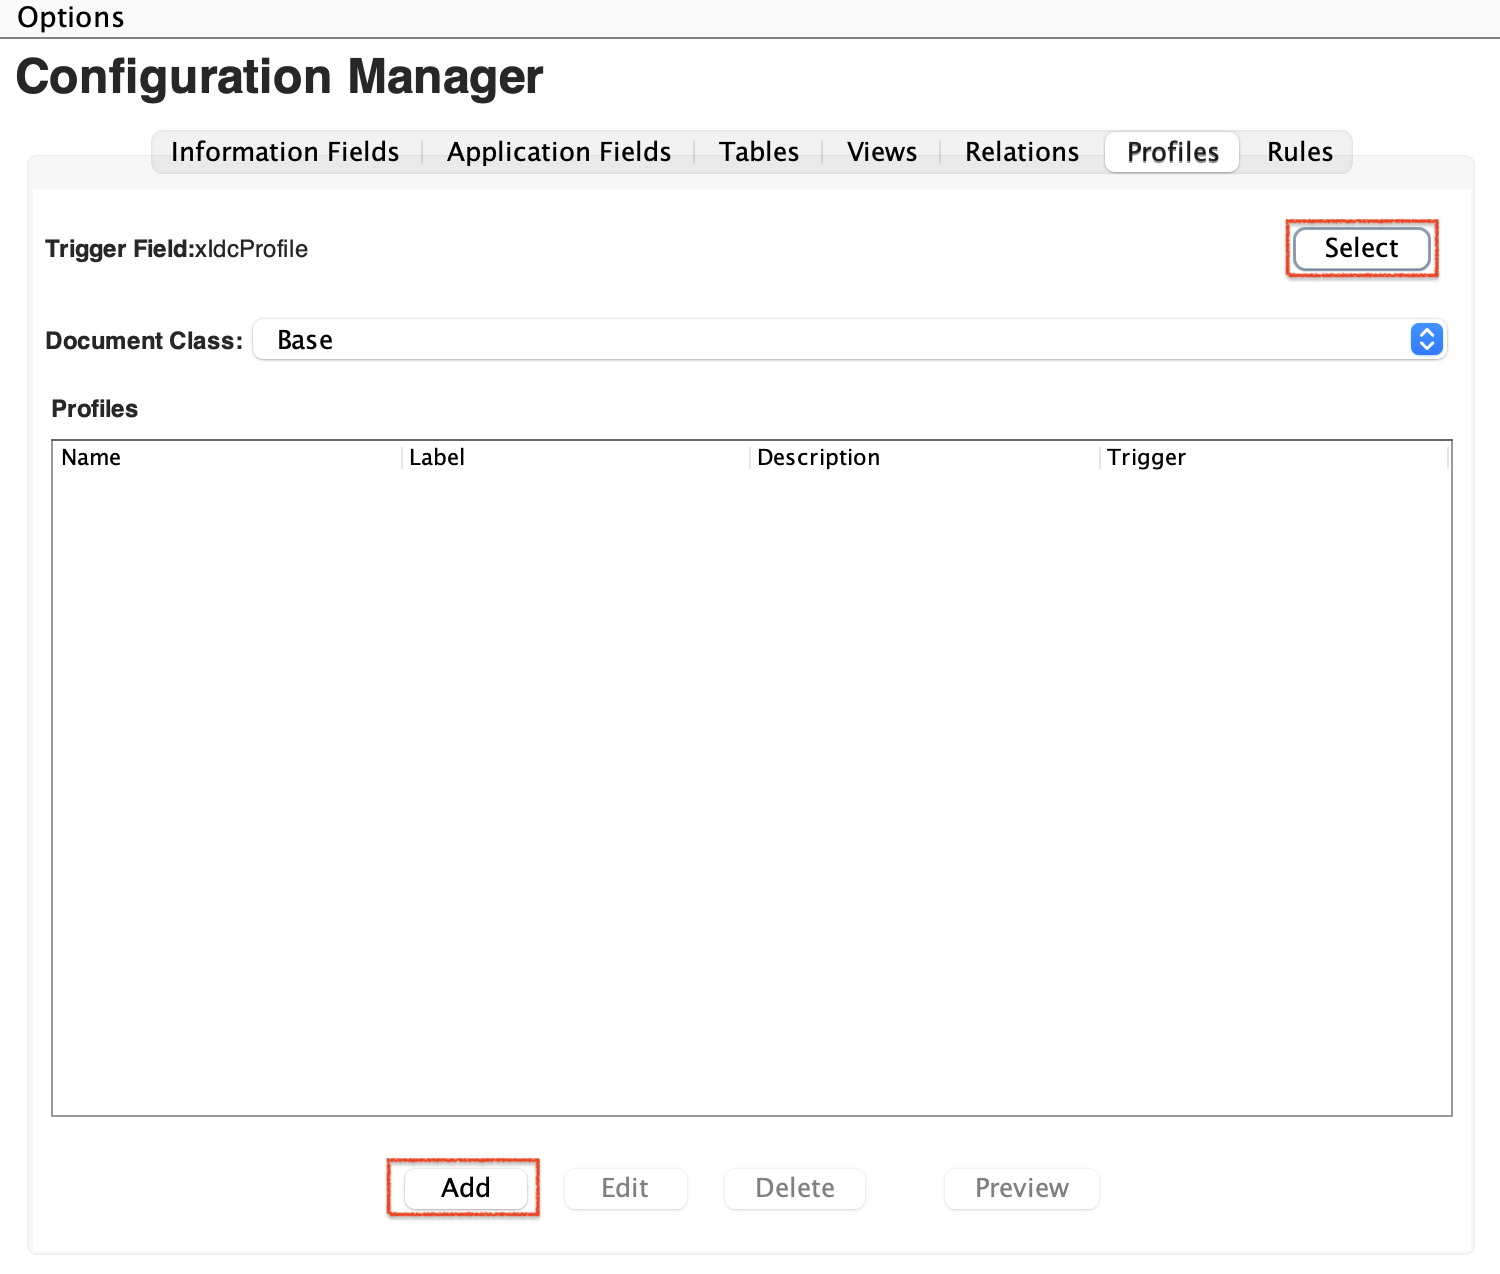 Options
Configuration Manager
Information Fields Application Fields Tables Views Relations Profiles Rules
Trigger Field:xIdcProfile Select
Document Class: Base
Profiles
Name Label Description Trigger
Add Edit Delete Preview